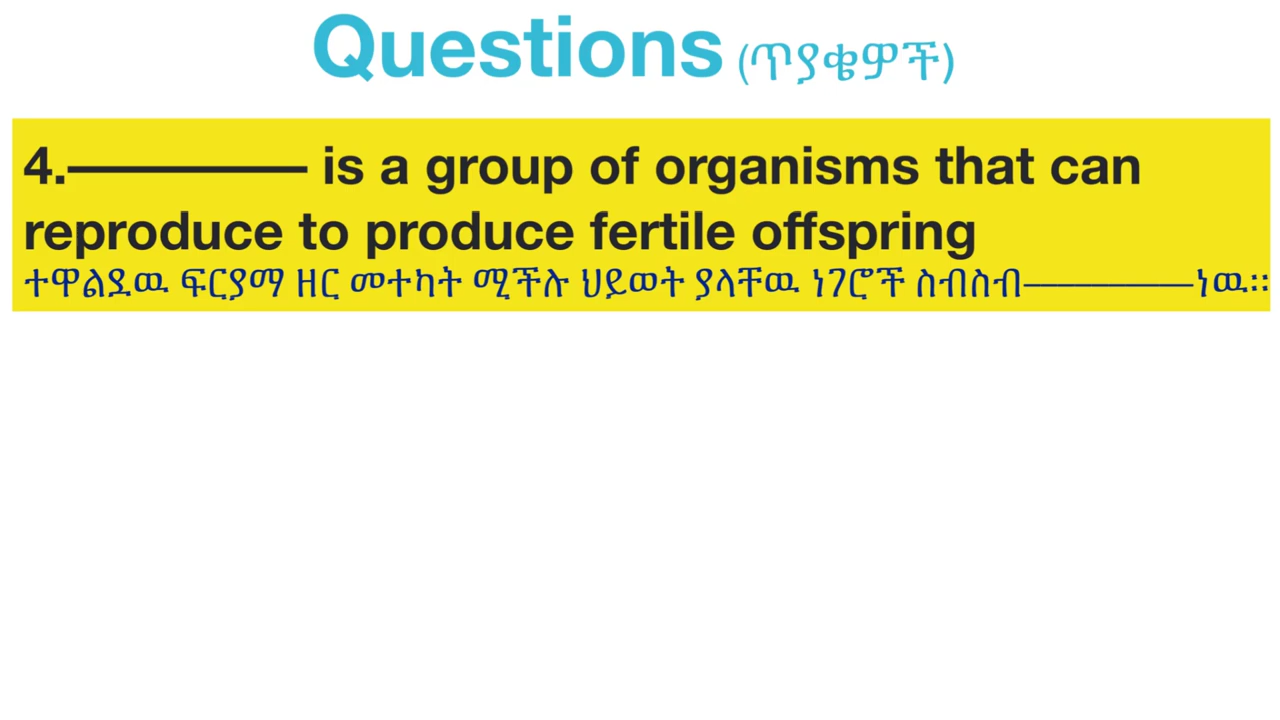 Questions (ጥያቄዎች)
4.———— is a group of organisms that can
reproduce to produce fertile offspring
ተዋልደዉ ፍርያማ ዘር መተካት ሚችሉ ህይወት ያላቸዉ ነገሮች ስብስብ————ነዉ፡፡